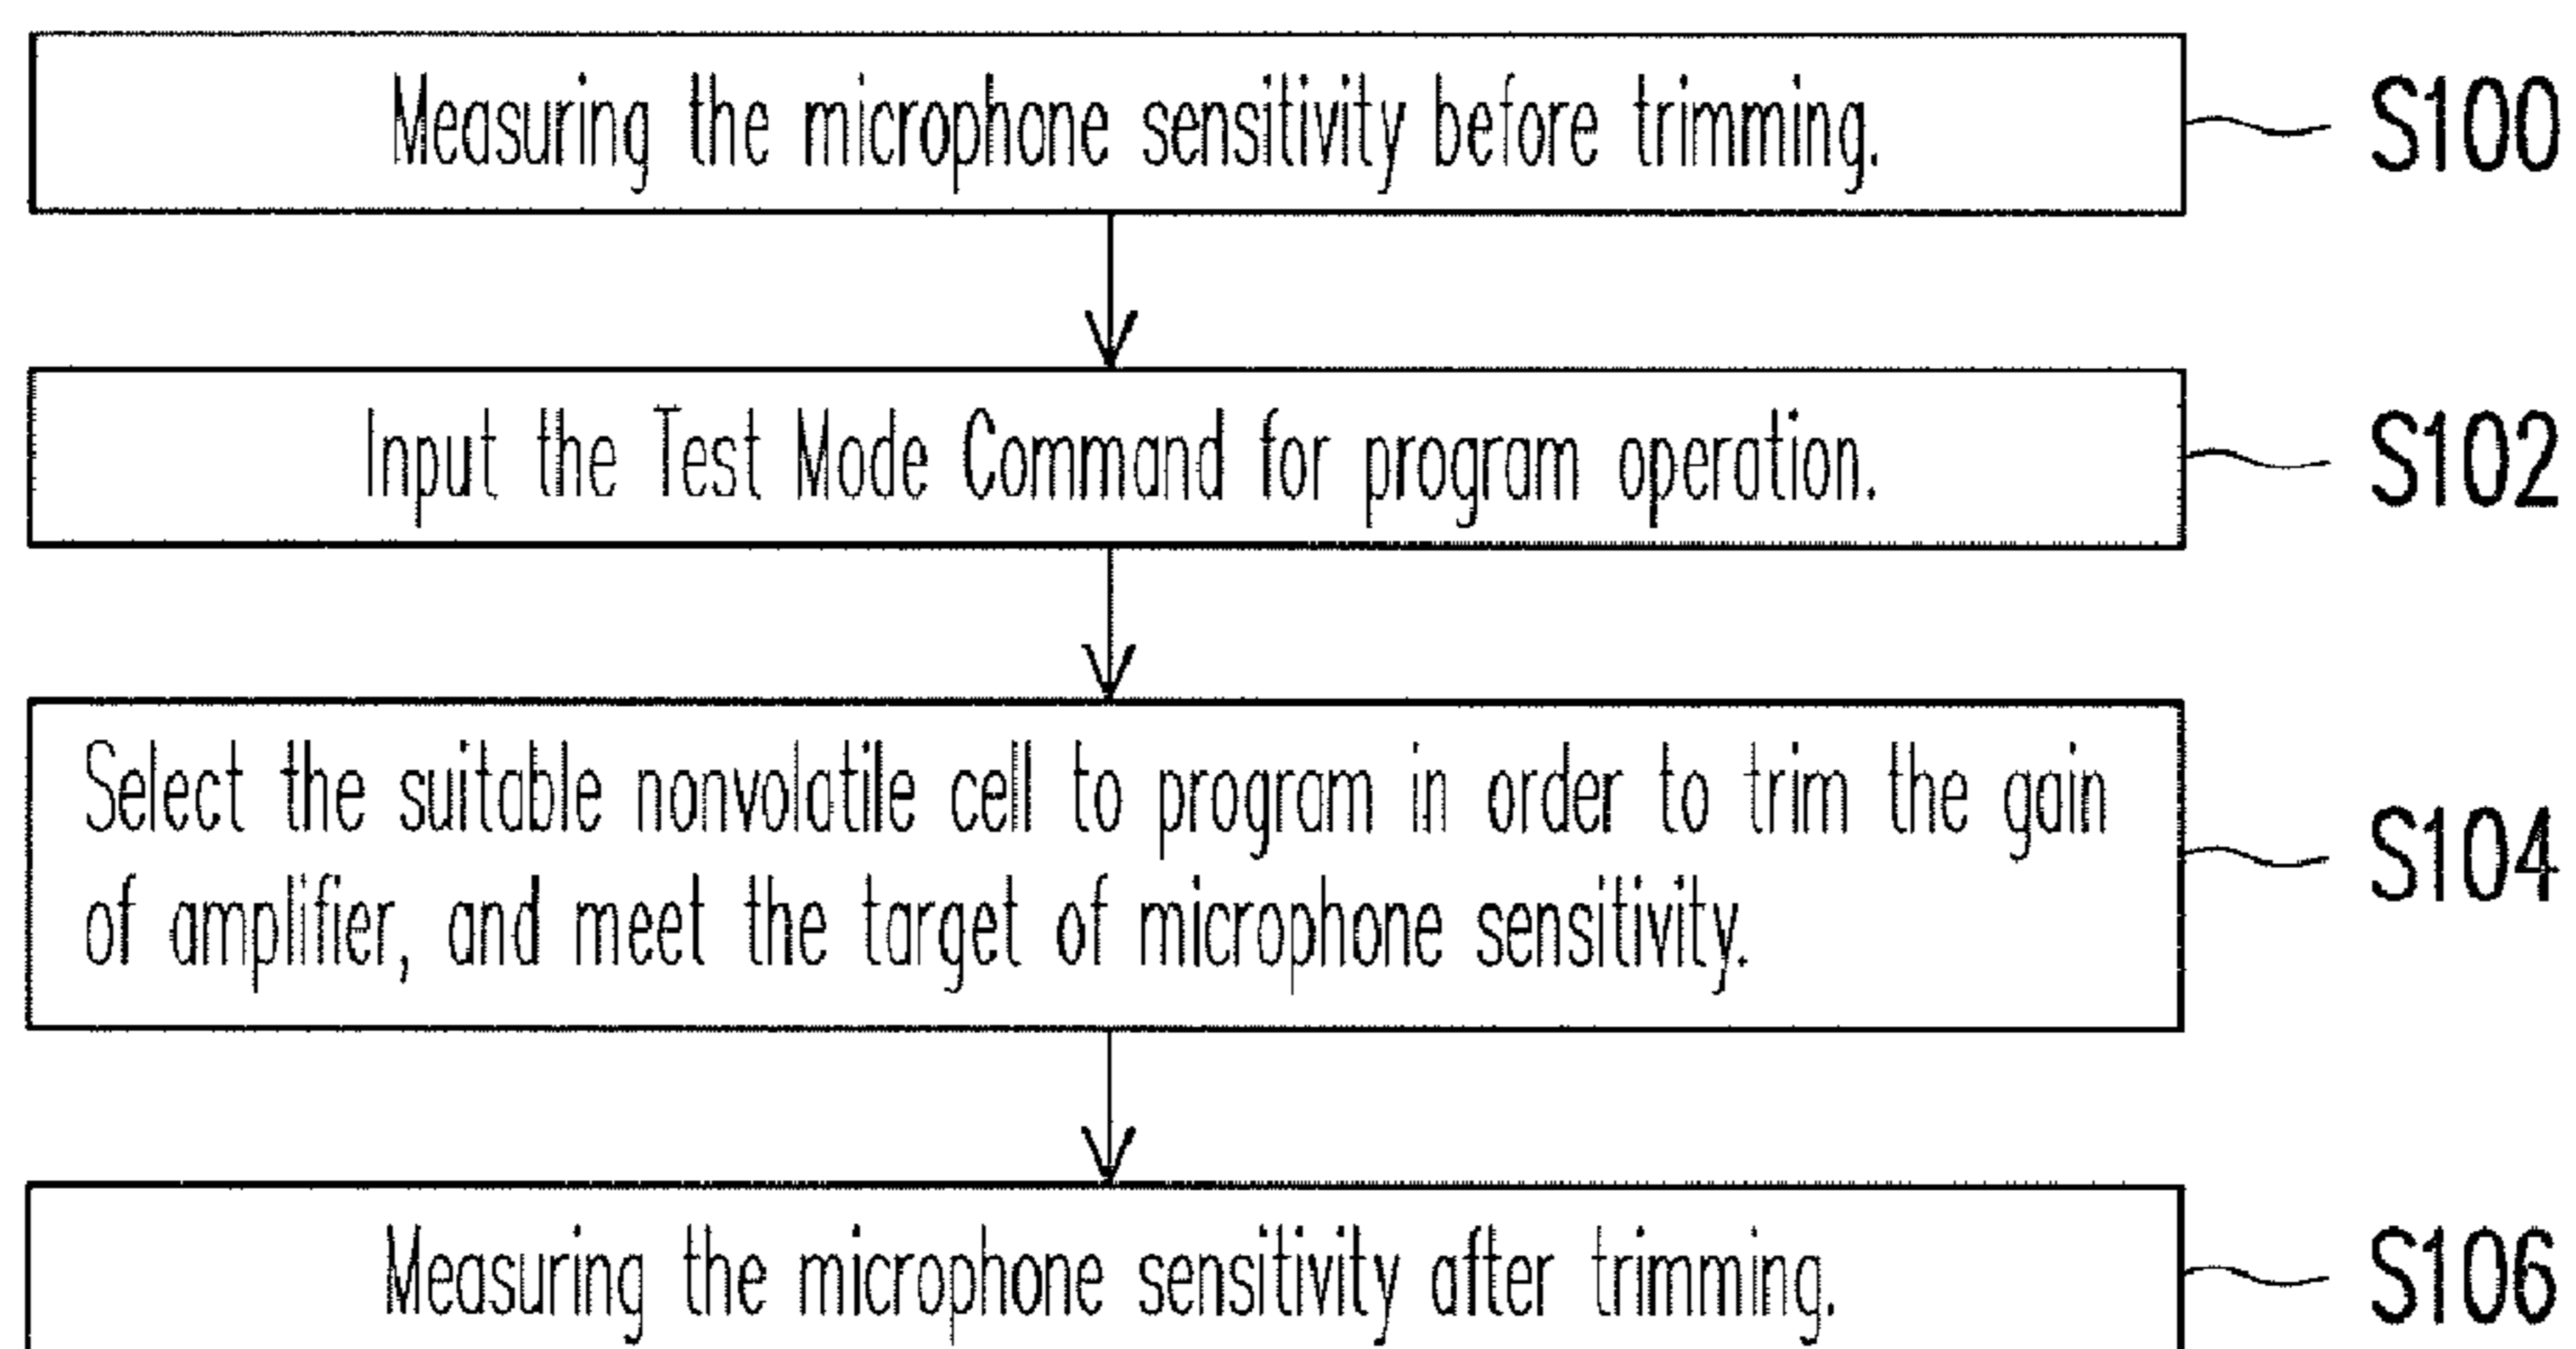 Measuring the microphone sensitivity before trimming.
S100
Input the Test Mode Command for program operation.
S102
Select the suitable nonvolatile cell to program in order to trim the gain
of amplifier, and meet the target of microphone sensitivity.
S104
Measuring the microphone sensitivity after trimming.
S106